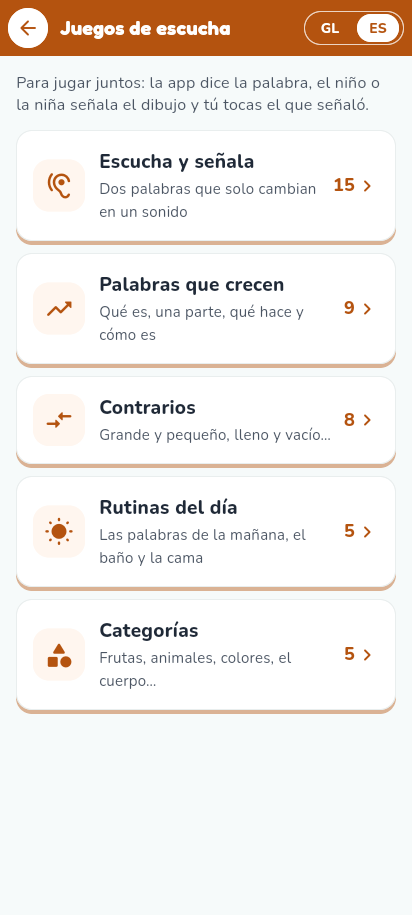 Juegos de escucha
GL ES
Para jugar juntos: la app dice la palabra, el niño o
la niña señala el dibujo y tú tocas el que señaló.
Escucha y señala
Dos palabras que solo cambian
en un sonido
15
Palabras que crecen
Qué es, una parte, qué hace y
cómo es
9
Contrarios
Grande y pequeño, lleno y vacío…
8
Rutinas del día
Las palabras de la mañana, el
baño y la cama
5
Categorías
Frutas, animales, colores, el
cuerpo…
5